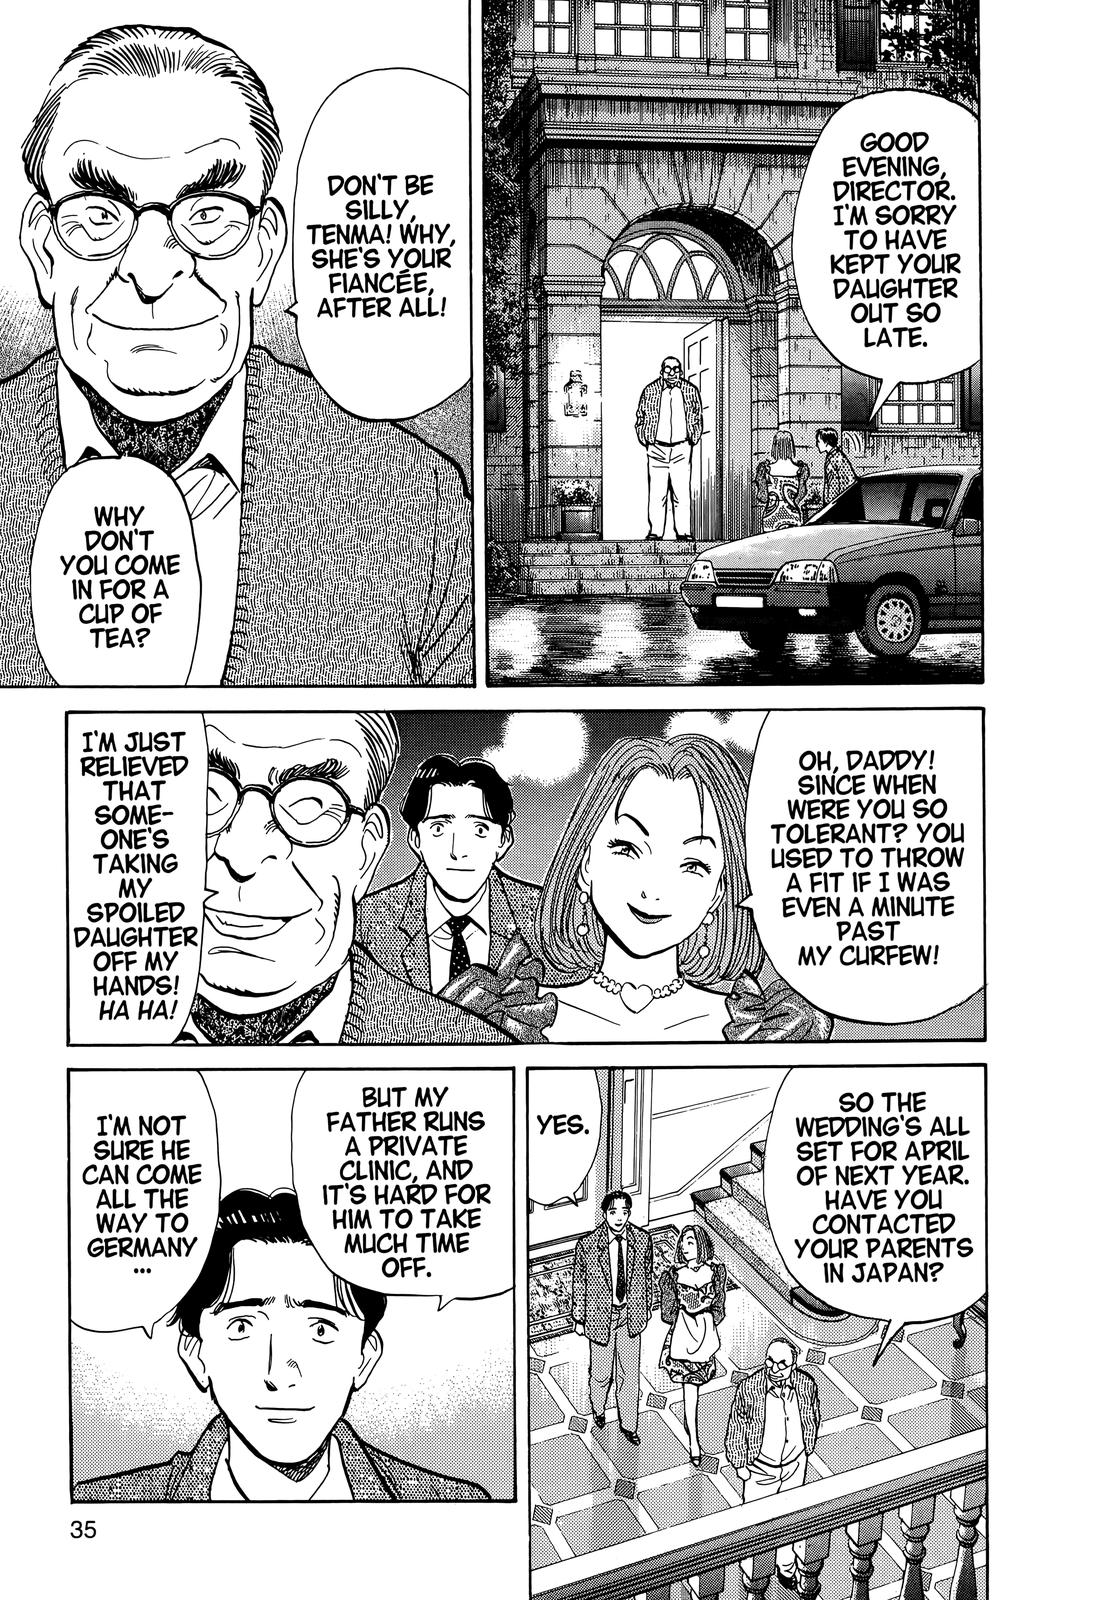 GOOD
EVENING,
DIRECTOR.
I'M SORRY
TO HAVE
KEPT YOUR
DAUGHTER
OUT SO
LATE.
DON'T BE
SILLY,
TENMA! WHY,
SHE'S YOUR
FIANCÉE,
AFTER ALL!
WHY
DON'T
YOU COME
IN FOR A
CUP OF
TEA?
OH, DADDY!
SINCE WHEN
WERE YOU SO
TOLERANT? YOU
USED TO THROW
A FIT IF I WAS
EVEN A MINUTE
PAST
MY CURFEW!
I'M JUST
RELIEVED
THAT
SOME-
ONE'S
TAKING
MY
SPOILED
DAUGHTER
OFF MY
HANDS!
HA HA!
SO THE
WEDDING'S ALL
SET FOR APRIL
OF NEXT YEAR.
HAVE YOU
CONTACTED
YOUR PARENTS
IN JAPAN?
YES.
BUT MY
FATHER RUNS
A PRIVATE
CLINIC, AND
IT'S HARD FOR
HIM TO TAKE
MUCH TIME
OFF.
I'M NOT
SURE HE
CAN COME
ALL THE
WAY TO
GERMANY
...
35